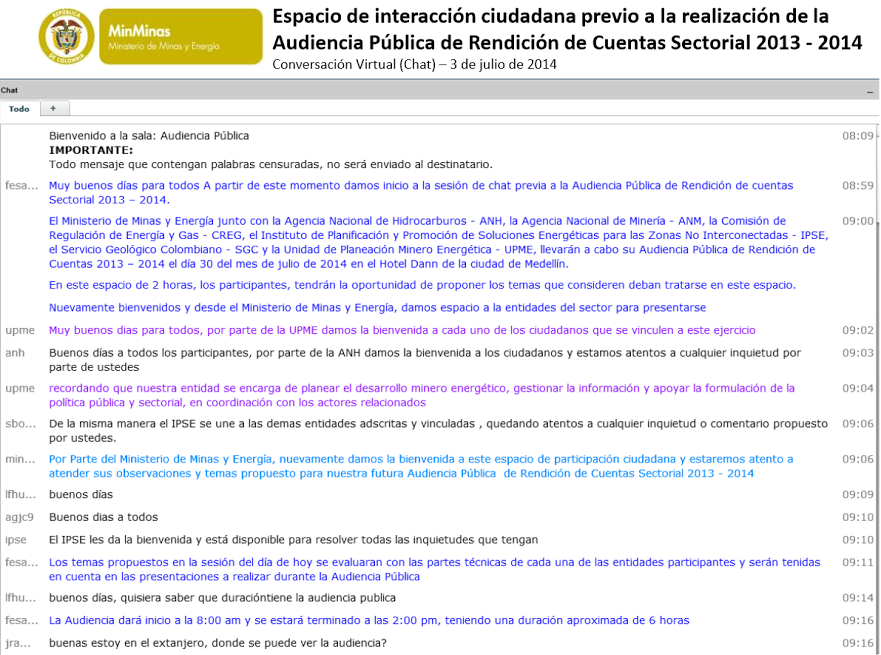 REPÚBLICA
DE COLOMBIA
MinMinas
Ministerio de Minas y Energía
Espacio de interacción ciudadana previo a la realización de la
Audiencia Pública de Rendición de Cuentas Sectorial 2013 - 2014
Conversación Virtual (Chat) – 3 de julio de 2014
Chat
Todo +
Bienvenido a la sala: Audiencia Pública 08:09
IMPORTANTE:
Todo mensaje que contengan palabras censuradas, no será enviado al destinatario.
fesa... Muy buenos días para todos A partir de este momento damos inicio a la sesión de chat previa a la Audiencia Pública de Rendición de cuentas 08:59
Sectorial 2013 – 2014.
El Ministerio de Minas y Energía junto con la Agencia Nacional de Hidrocarburos - ANH, la Agencia Nacional de Minería - ANM, la Comisión de 09:00
Regulación de Energía y Gas - CREG, el Instituto de Planificación y Promoción de Soluciones Energéticas para las Zonas No Interconectadas - IPSE,
el Servicio Geológico Colombiano - SGC y la Unidad de Planeación Minero Energética - UPME, llevarán a cabo su Audiencia Pública de Rendición de
Cuentas 2013 – 2014 el día 30 del mes de julio de 2014 en el Hotel Dann de la ciudad de Medellín.
En este espacio de 2 horas, los participantes, tendrán la oportunidad de proponer los temas que consideren deban tratarse en este espacio.
Nuevamente bienvenidos y desde el Ministerio de Minas y Energía, damos espacio a la entidades del sector para presentarse
upme Muy buenos dias para todos, por parte de la UPME damos la bienvenida a cada uno de los ciudadanos que se vinculen a este ejercicio 09:02
anh Buenos días a todos los participantes, por parte de la ANH damos la bienvenida a los ciudadanos y estamos atentos a cualquier inquietud por 09:03
parte de ustedes
upme recordando que nuestra entidad se encarga de planear el desarrollo minero energético, gestionar la información y apoyar la formulación de la 09:04
política pública y sectorial, en coordinación con los actores relacionados
sbo... De la misma manera el IPSE se une a las demas entidades adscritas y vinculadas , quedando atentos a cualquier inquietud o comentario propuesto 09:06
por ustedes.
min... Por Parte del Ministerio de Minas y Energía, nuevamente damos la bienvenida a este espacio de participación ciudadana y estaremos atento a 09:06
atender sus observaciones y temas propuesto para nuestra futura Audiencia Pública de Rendición de Cuentas Sectorial 2013 - 2014
lfhu... buenos días 09:09
agjc9 Buenos dias a todos 09:10
ipse El IPSE les da la bienvenida y está disponible para resolver todas las inquietudes que tengan 09:10
fesa... Los temas propuestos en la sesión del día de hoy se evaluaran con las partes técnicas de cada una de las entidades participantes y serán tenidas 09:11
en cuenta en las presentaciones a realizar durante la Audiencia Pública
lfhu... buenos días, quisiera saber que duracióntiene la audiencia publica 09:14
fesa... La Audiencia dará inicio a la 8:00 am y se estará terminado a las 2:00 pm, teniendo una duración aproximada de 6 horas 09:16
jra... buenas estoy en el extanjero, donde se puede ver la audiencia? 09:16